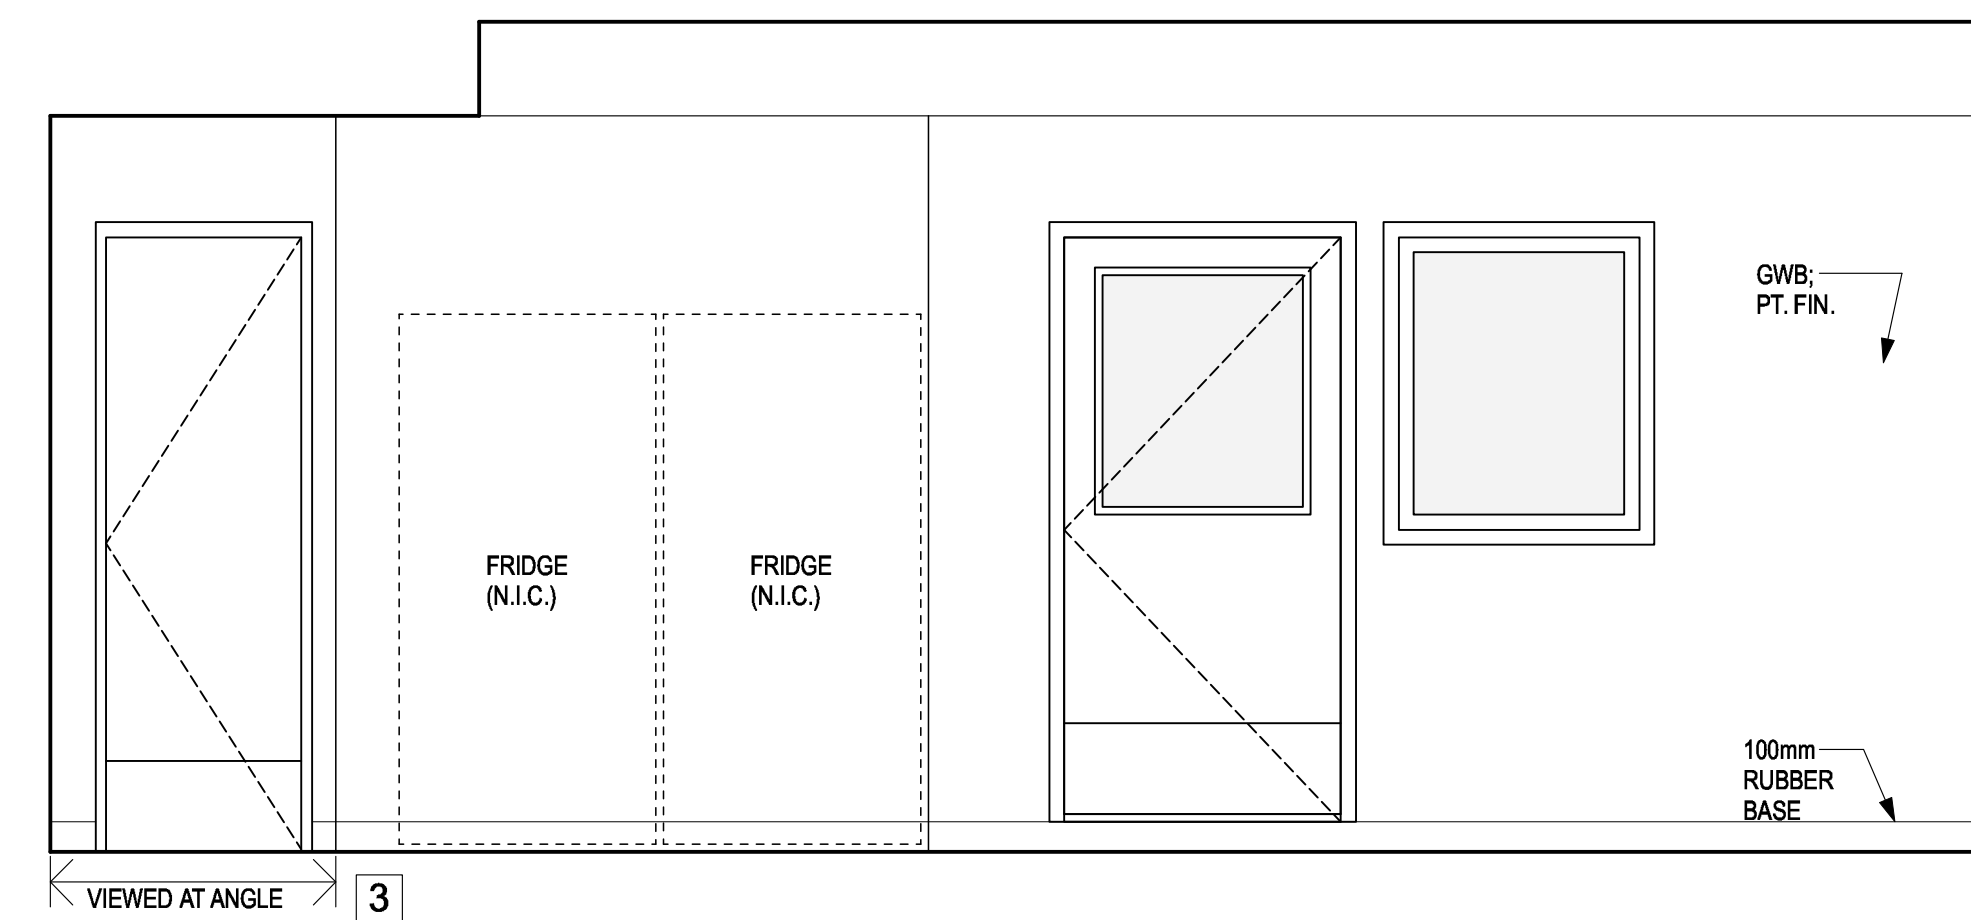 GWB;
PT. FIN.
FRIDGE
(N.I.C.)
FRIDGE
(N.I.C.)
100mm
RUBBER
BASE
VIEWED AT ANGLE
3